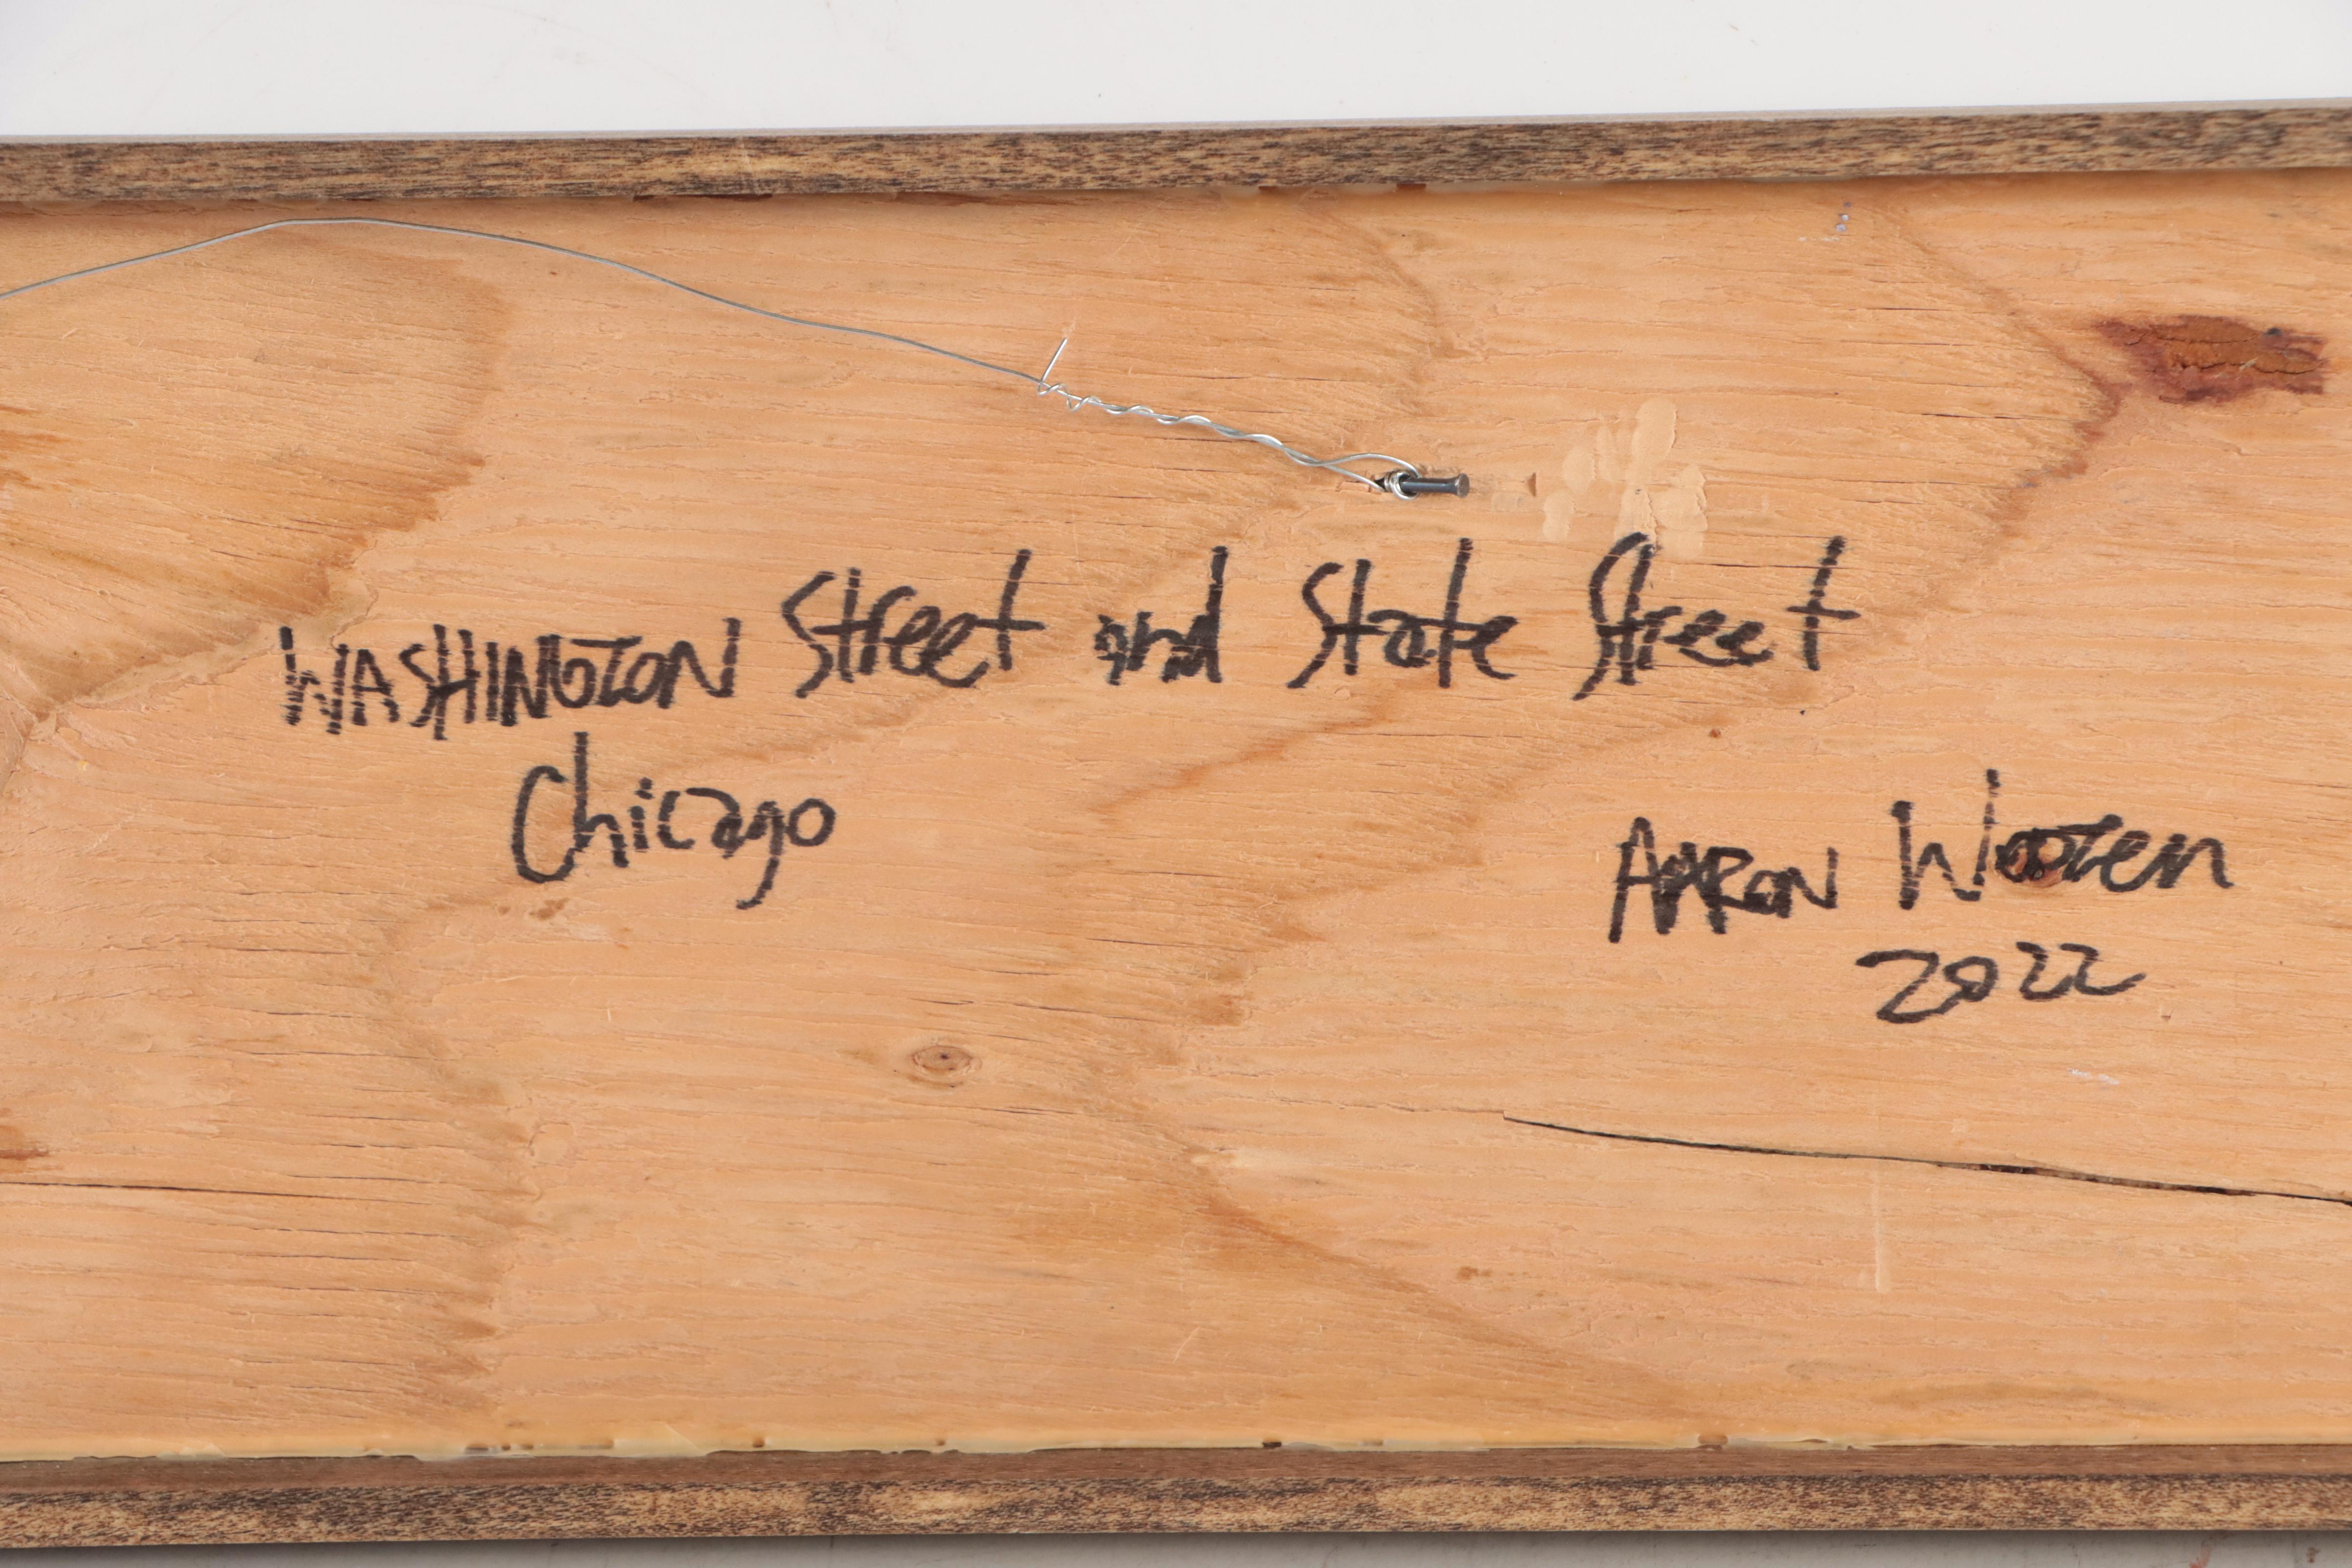 WASHINGTON Street and State Street
Chicago
AARON Wooten
2022